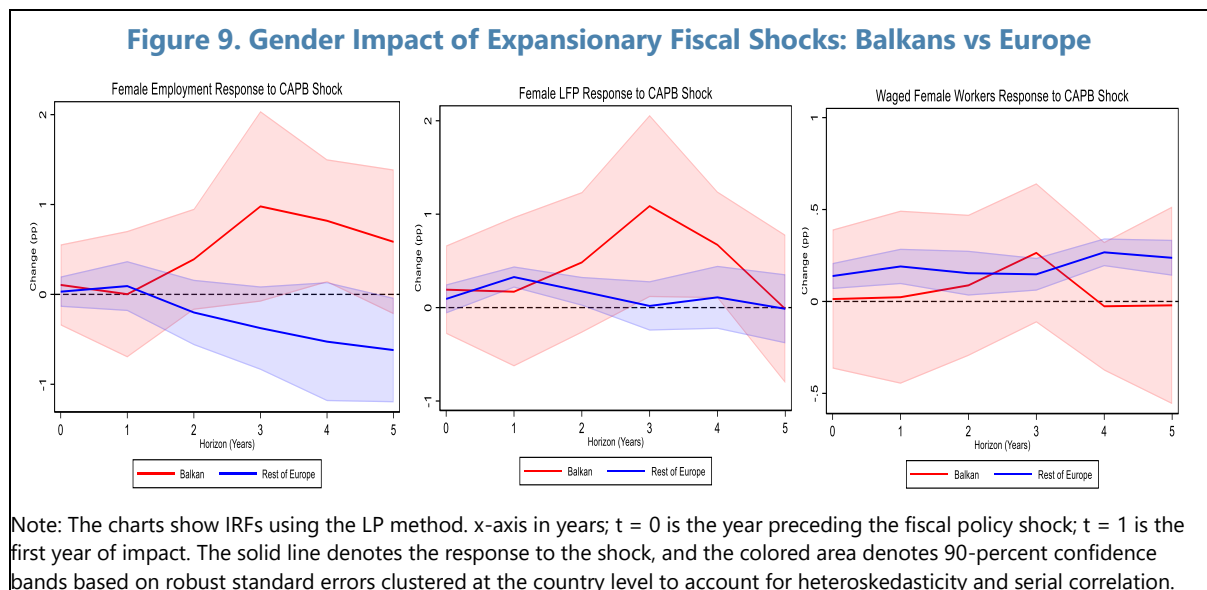 Figure 9. Gender Impact of Expansionary Fiscal Shocks: Balkans vs Europe
Female Employment Response to CAPB Shock
Change (pp)
2
1
0
-1
0 1 2 3 4 5
Horizon (Years)
Balkan Rest of Europe
Female LFP Response to CAPB Shock
Change (pp)
2
1
0
-1
0 1 2 3 4 5
Horizon (Years)
Balkan Rest of Europe
Waged Female Workers Response to CAPB Shock
Change (pp)
1
.5
0
-.5
0 1 2 3 4 5
Horizon (Years)
Balkan Rest of Europe
Note: The charts show IRFs using the LP method. x-axis in years; t = 0 is the year preceding the fiscal policy shock; t = 1 is the
first year of impact. The solid line denotes the response to the shock, and the colored area denotes 90-percent confidence
bands based on robust standard errors clustered at the country level to account for heteroskedasticity and serial correlation.